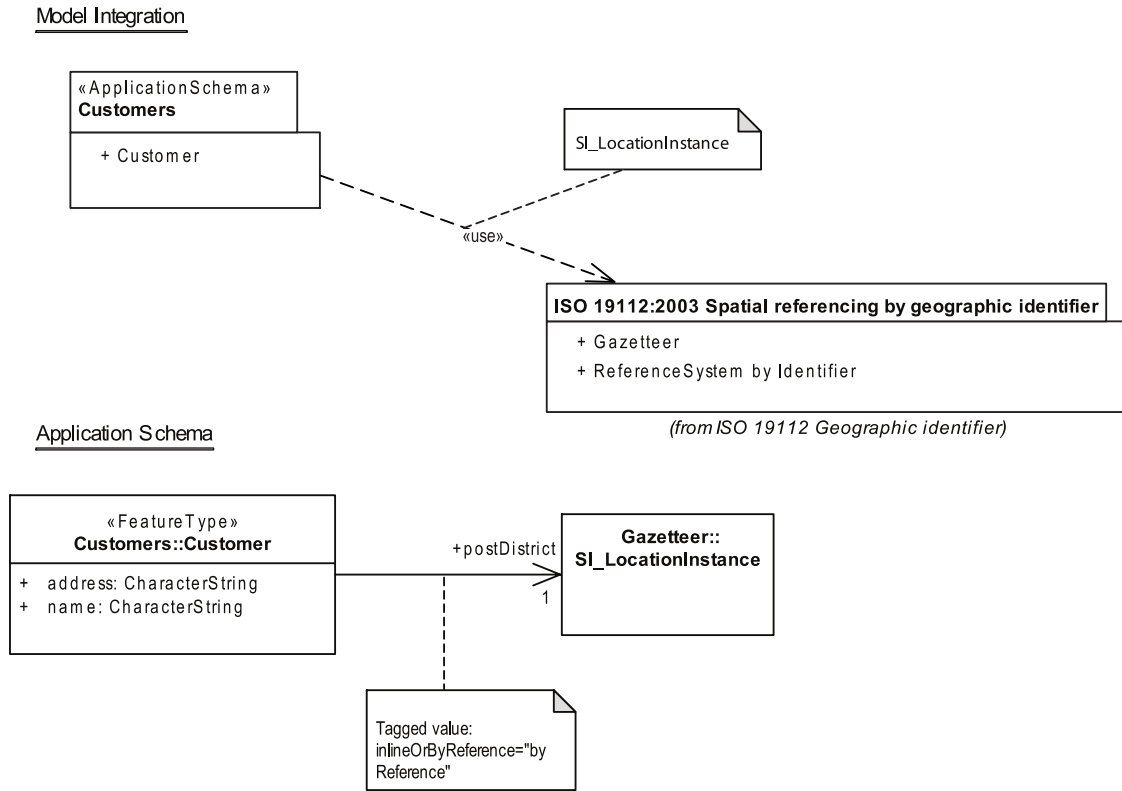 Model Integration
«ApplicationSchema»
Customers
+ Customer
SI_LocationInstance
«use»
ISO 19112:2003 Spatial referencing by geographic identifier
+ Gazetteer
+ ReferenceSystem by Identifier
(from ISO 19112 Geographic identifier)
Application Schema
«FeatureType»
Customers::Customer
+ address: CharacterString
+ name: CharacterString
+postDistrict
1
Gazetteer::
SI_LocationInstance
Tagged value:
inlineOrByReference="by
Reference"